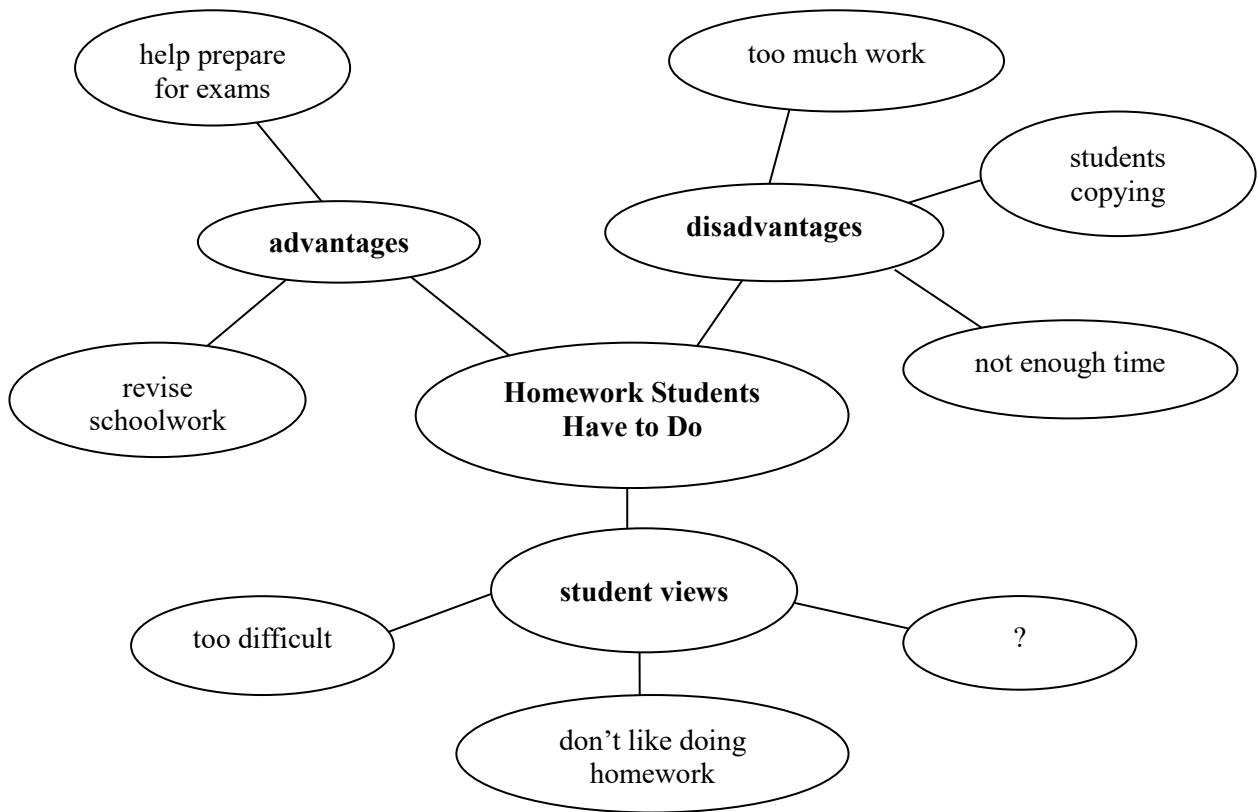 help prepare
for exams
too much work
students
copying
advantages
disadvantages
revise
schoolwork
not enough time
Homework Students
Have to Do
student views
too difficult
?
don’t like doing
homework